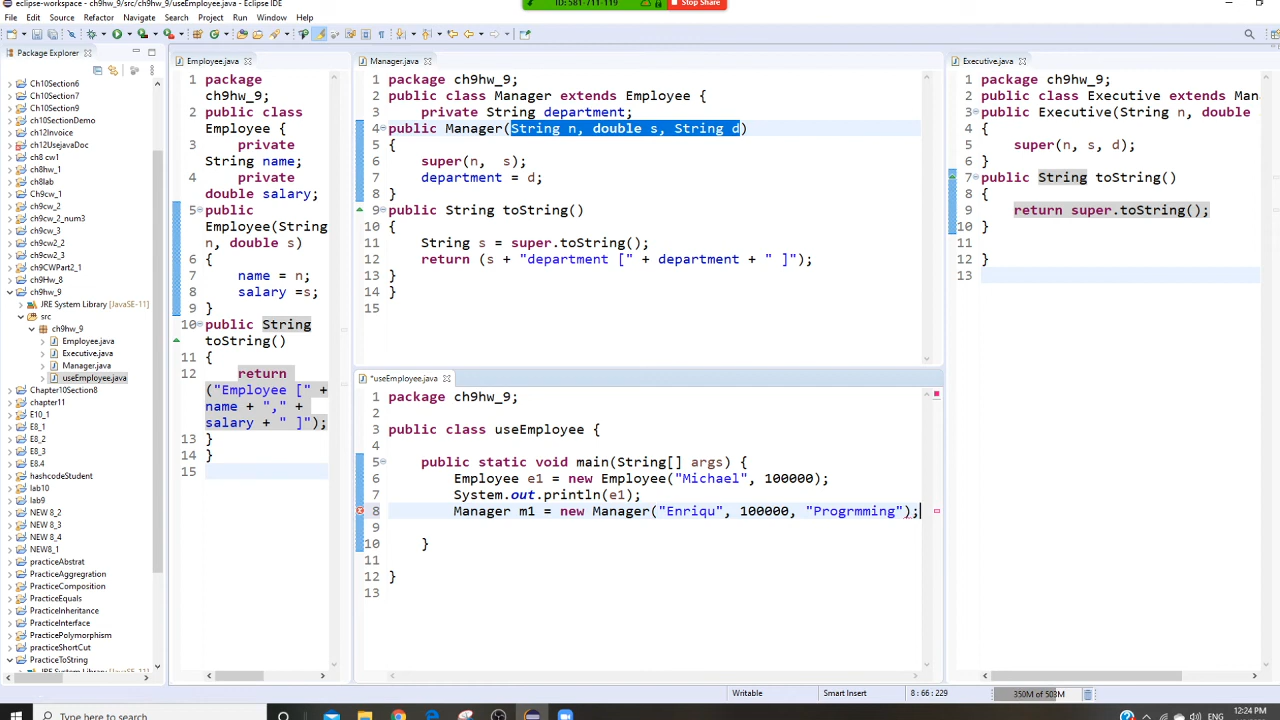 eclipse-workspace - ch9hw_9/src/ch9hw_9/useEmployee.java - Eclipse IDE
ID: 581-711-119
Stop Share
File Edit Source Refactor Navigate Search Project Run Window Help
Package Explorer
Ch10Section6
Ch10Section7
Ch10Section9
ch10SectionDemo
ch12Invoice
ch12UsejavaDoc
ch8 cw1
ch8hw_1
ch8lab
Ch9cw_1
ch9cw_2
ch9cw_2_num3
ch9cw2_2
ch9cw2_3
ch9CWPart2_1
ch9Hw_8
ch9hw_9
JRE System Library [JavaSE-11]
src
ch9hw_9
Employee.java
Executive.java
Manager.java
useEmployee.java
Chapter10Section8
chapter11
E10_1
E8_1
E8_2
E8_3
E8.4
hashcodeStudent
lab10
lab9
NEW 8_2
NEW 8_3
NEW 8_4
NEW8_1
practiceAbstrat
PracticeAggregration
PracticeComposition
PracticeEquals
PracticeInheritance
PracticeInterface
PracticePolymorphism
practiceShortCut
PracticeToString
Employee.java
1 package
ch9hw_9;
2 public class
Employee {
3 private
String name;
4 private
double salary;
5 public
Employee(String
n, double s)
6 {
7 name = n;
8 salary =s;
9 }
10 public String
toString()
11 {
12 return
("Employee [" +
name + "," +
salary + " ]");
13 }
14 }
15
Manager.java
1 package ch9hw_9;
2 public class Manager extends Employee {
3 private String department;
4 public Manager(String n, double s, String d)
5 {
6 super(n, s);
7 department = d;
8 }
9 public String toString()
10 {
11 String s = super.toString();
12 return (s + "department [" + department + " ]");
13 }
14 }
15
*useEmployee.java
1 package ch9hw_9;
2
3 public class useEmployee {
4
5 public static void main(String[] args) {
6 Employee e1 = new Employee("Michael", 100000);
7 System.out.println(e1);
8 Manager m1 = new Manager("Enriqu", 100000, "Progrmming");
9
10 }
11
12 }
13
Executive.java
1 package ch9hw_9;
2 public class Executive extends Man
3 public Executive(String n, double
4 {
5 super(n, s, d);
6 }
7 public String toString()
8 {
9 return super.toString();
10 }
11
12 }
13
Writable Smart Insert 8 : 66 : 229 350M of 503M
Type here to search
12:24 PM